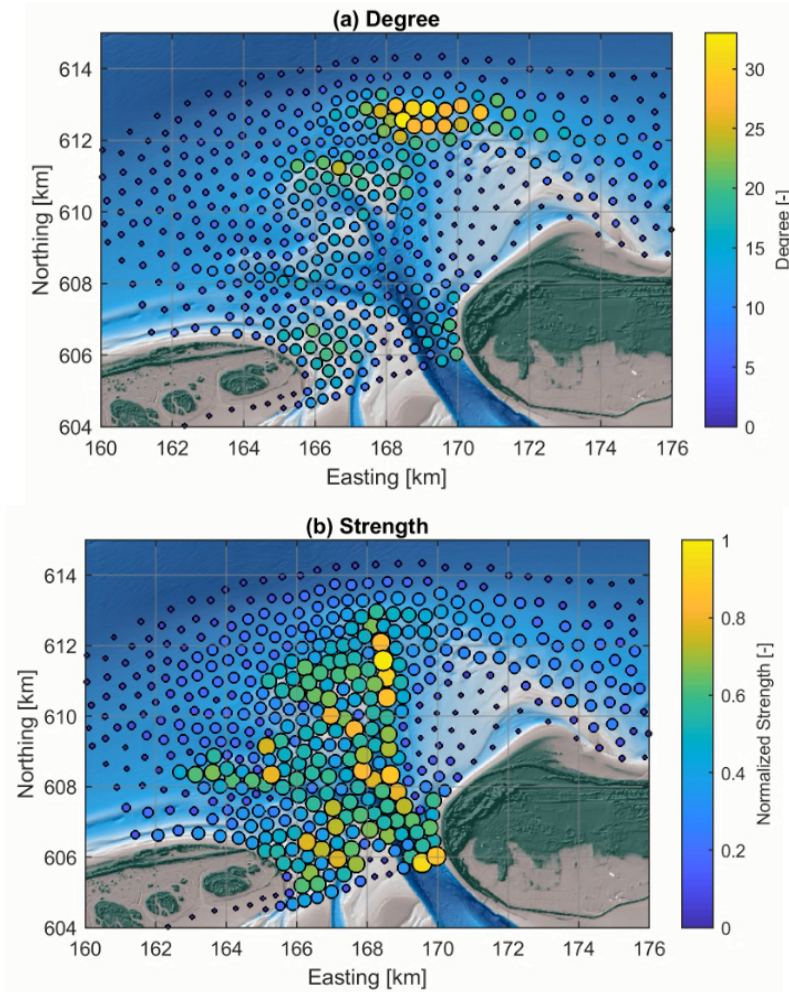 (a) Degree
614
612
610
608
606
604
Northing [km]
160 162 164 166 168 170 172 174 176
Easting [km]
30
25
20
15
10
5
0
Degree [-]
(b) Strength
614
612
610
608
606
604
Northing [km]
160 162 164 166 168 170 172 174 176
Easting [km]
1
0.8
0.6
0.4
0.2
0
Normalized Strength [-]